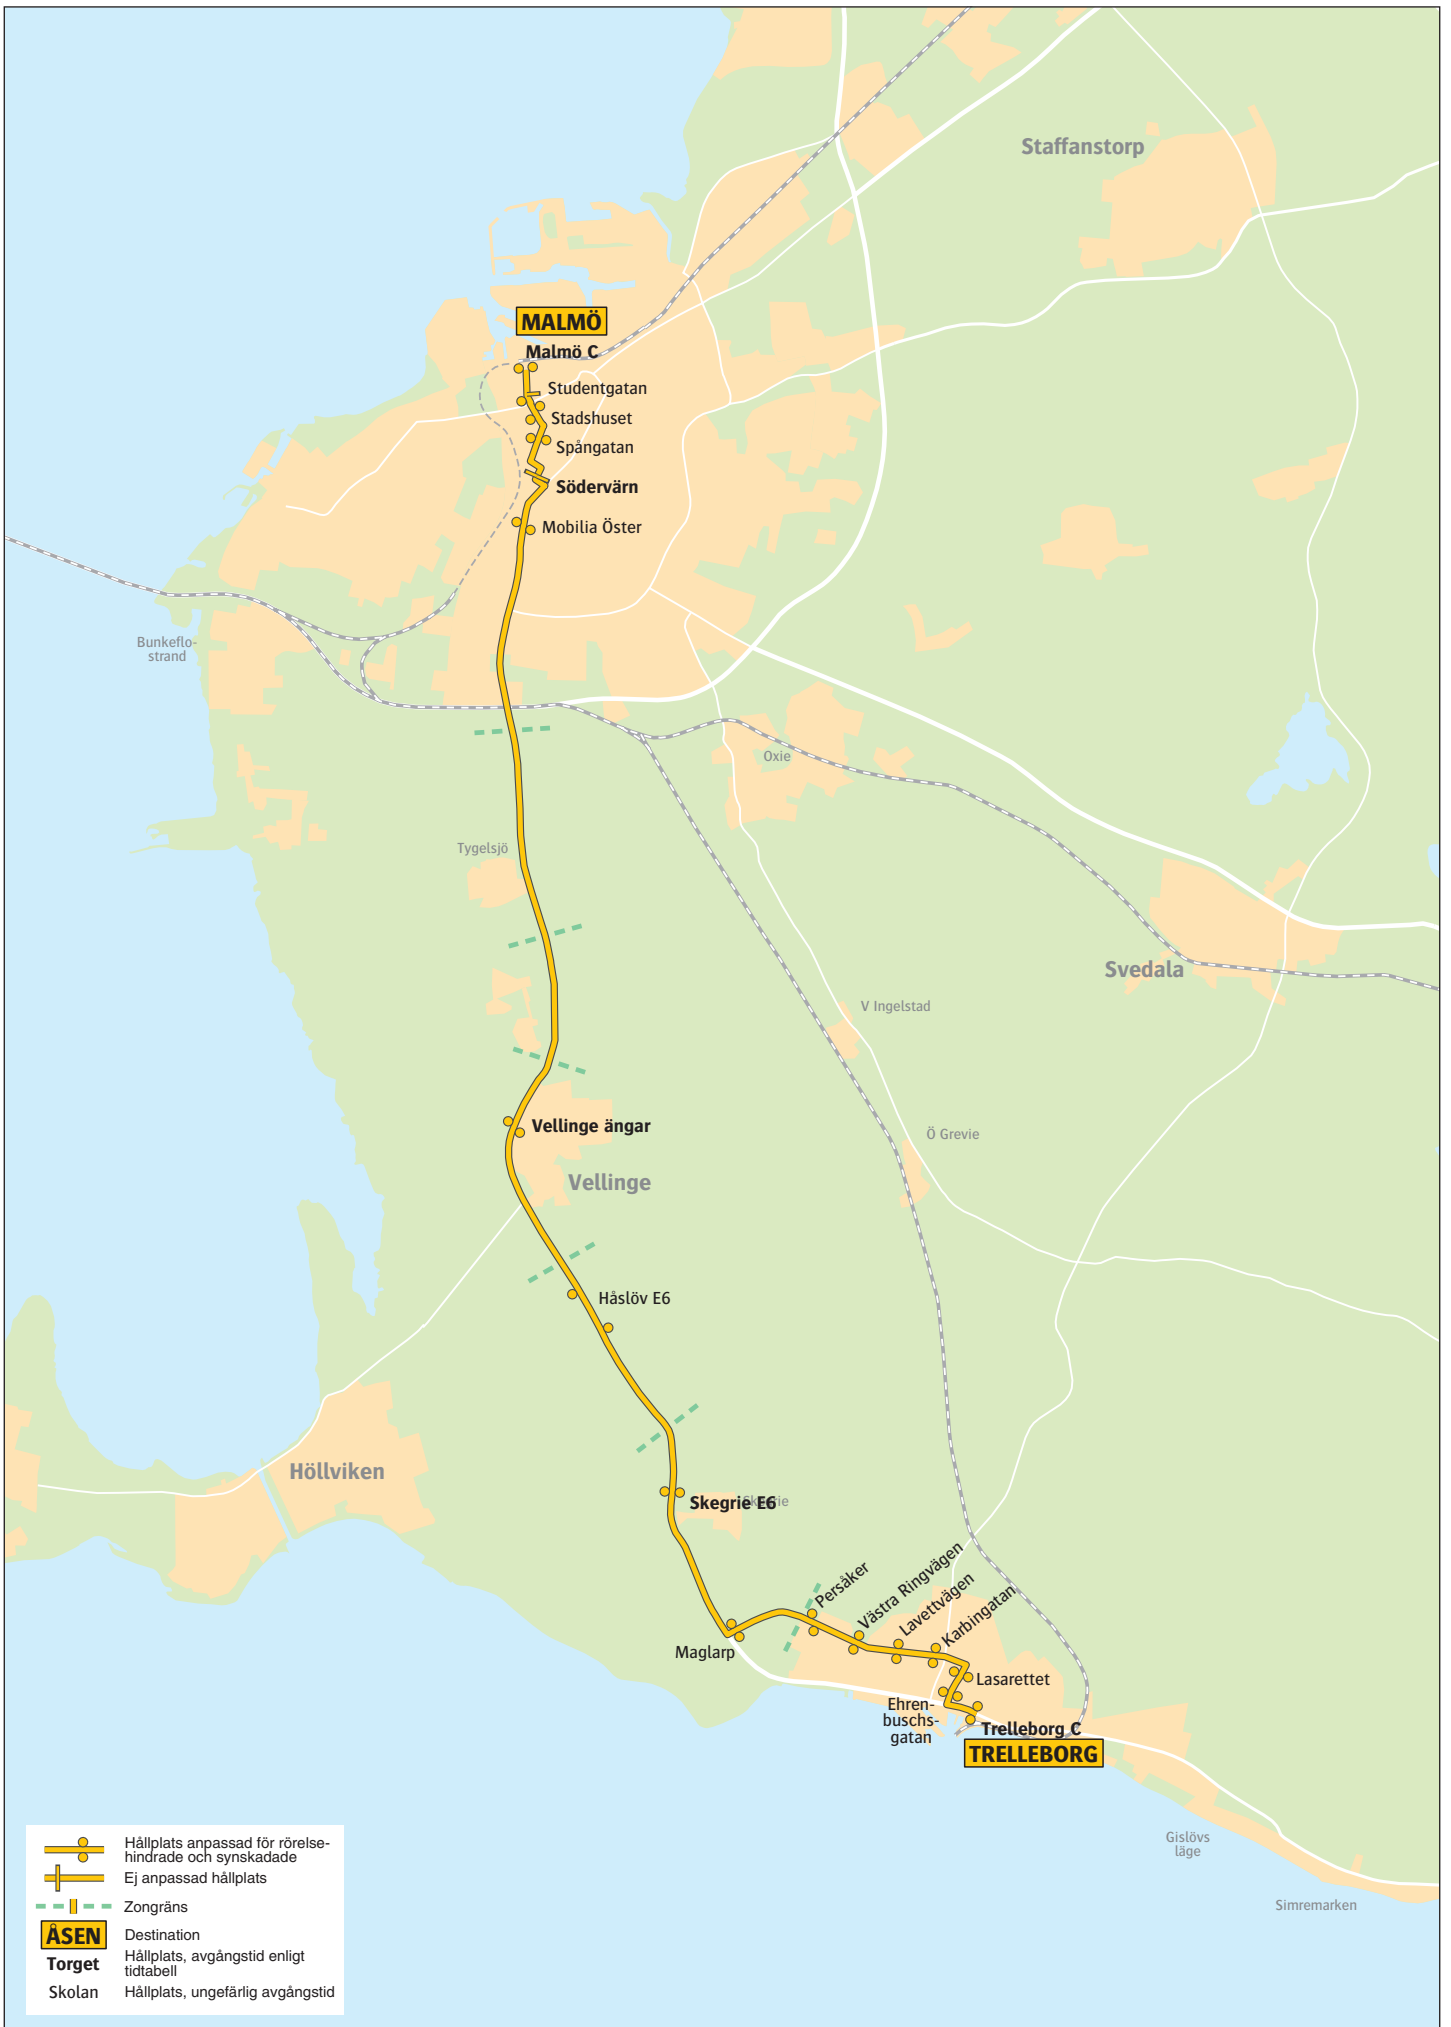 Staffanstorp
MALMÖ
Malmö C
Studentgatan
Stadshuset
Spångatan
Södervärn
Mobilia Öster
Bunkeflo-
strand
Oxie
Tygelsjö
Svedala
V Ingelstad
Vellinge ängar
Ö Grevie
Vellinge
Håslöv E6
Höllviken
Skegrie E6
Skegrie
Persåker
Västra Ringvägen
Lavettvägen
Karbingatan
Maglarp
Lasarettet
Ehren-
buschs-
gatan
Trelleborg C
TRELLEBORG
Gislövs
läge
Simremarken
Hållplats anpassad för rörelse-
hindrade och synskadade
Ej anpassad hållplats
Zongräns
ÅSEN
Destination
Torget
Hållplats, avgångstid enligt
tidtabell
Skolan
Hållplats, ungefärlig avgångstid